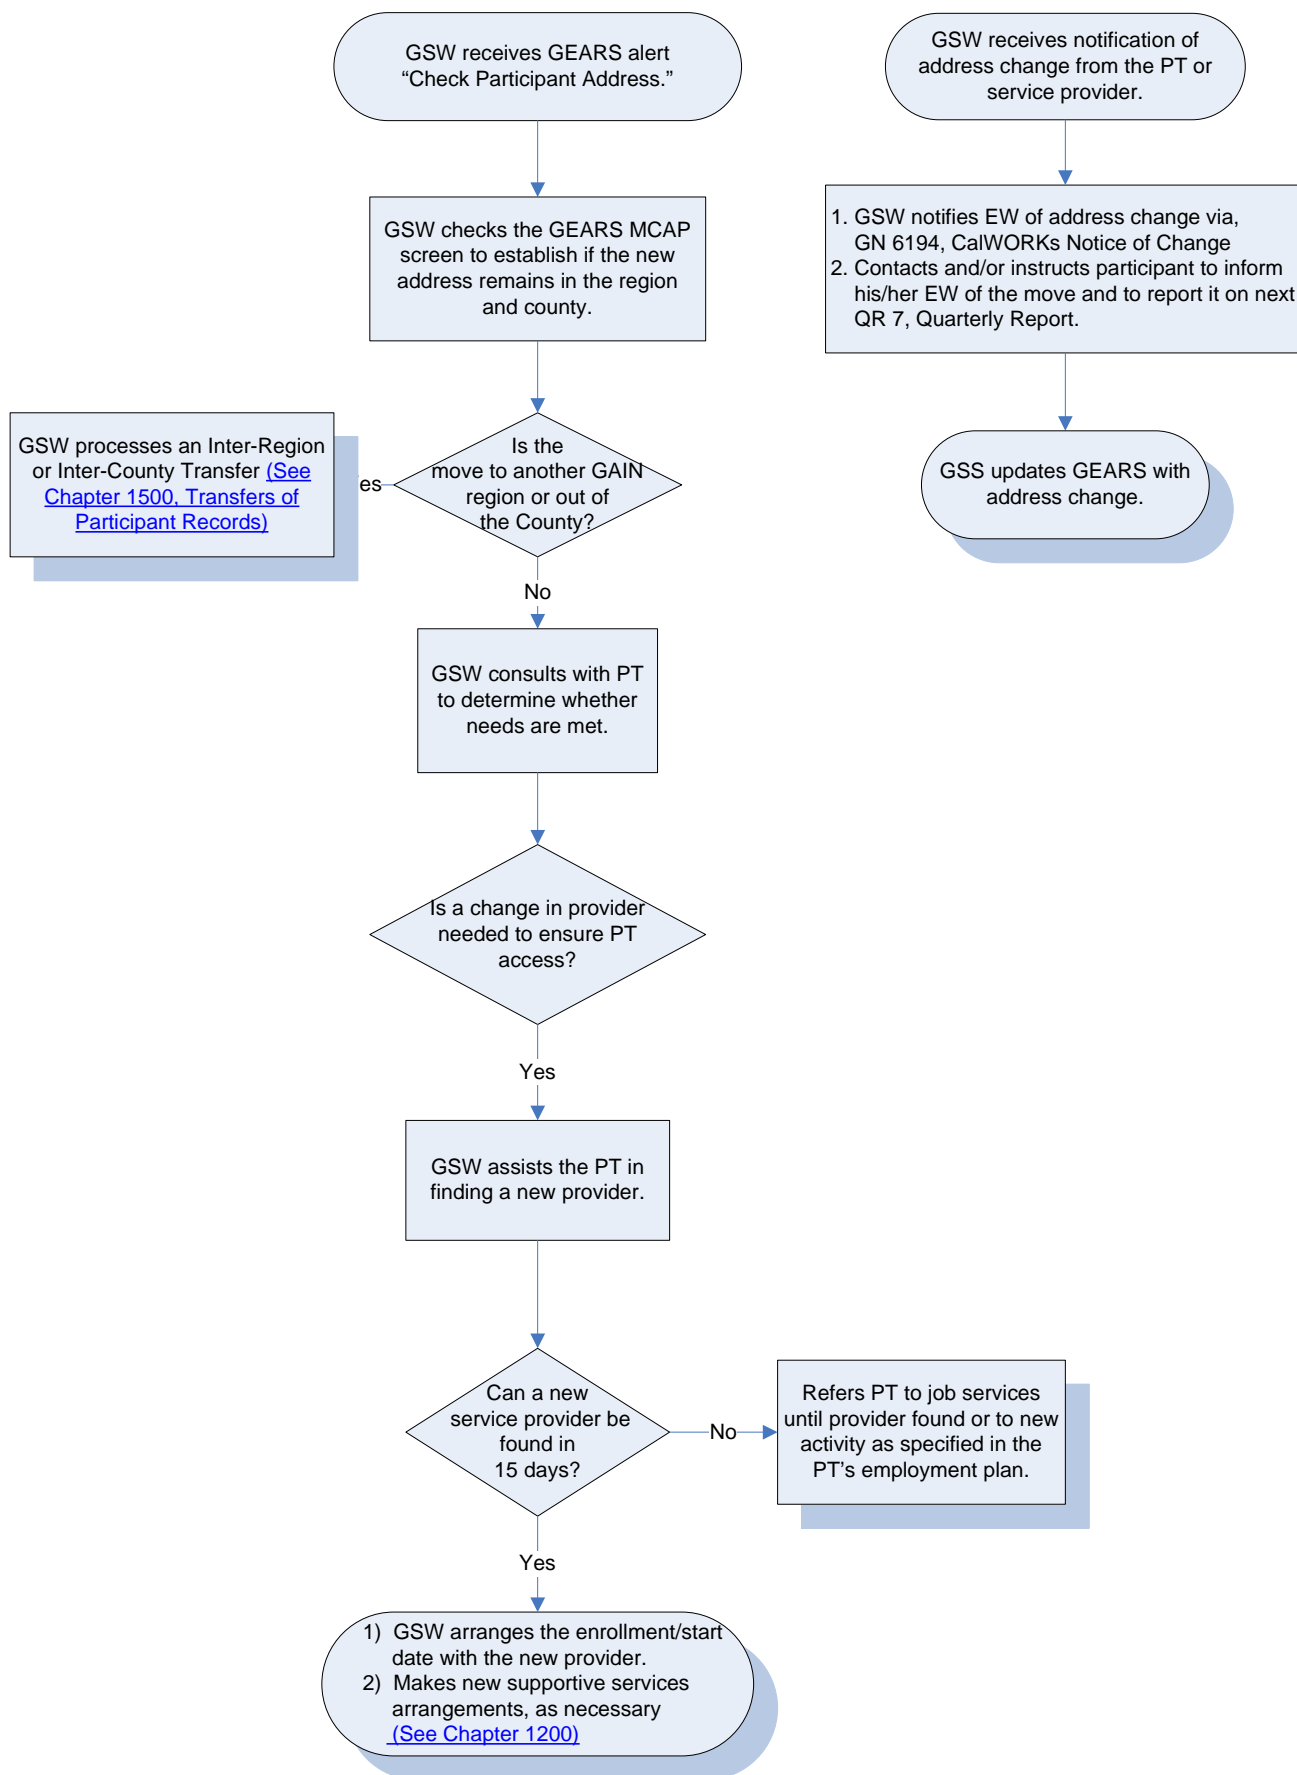 GSW receives GEARS alert
“Check Participant Address.”
GSW checks the GEARS MCAP
screen to establish if the new
address remains in the region
and county.
Is the
move to another GAIN
region or out of
the County?
es
GSW processes an Inter-Region
or Inter-County Transfer (See
Chapter 1500, Transfers of
Participant Records)
No
GSW consults with PT
to determine whether
needs are met.
Is a change in provider
needed to ensure PT
access?
Yes
GSW assists the PT in
finding a new provider.
Can a new
service provider be
found in
15 days?
No
Refers PT to job services
until provider found or to new
activity as specified in the
PT’s employment plan.
Yes
1) GSW arranges the enrollment/start
date with the new provider.
2) Makes new supportive services
arrangements, as necessary
(See Chapter 1200)
GSW receives notification of
address change from the PT or
service provider.
1. GSW notifies EW of address change via,
GN 6194, CalWORKs Notice of Change
2. Contacts and/or instructs participant to inform
his/her EW of the move and to report it on next
QR 7, Quarterly Report.
GSS updates GEARS with
address change.